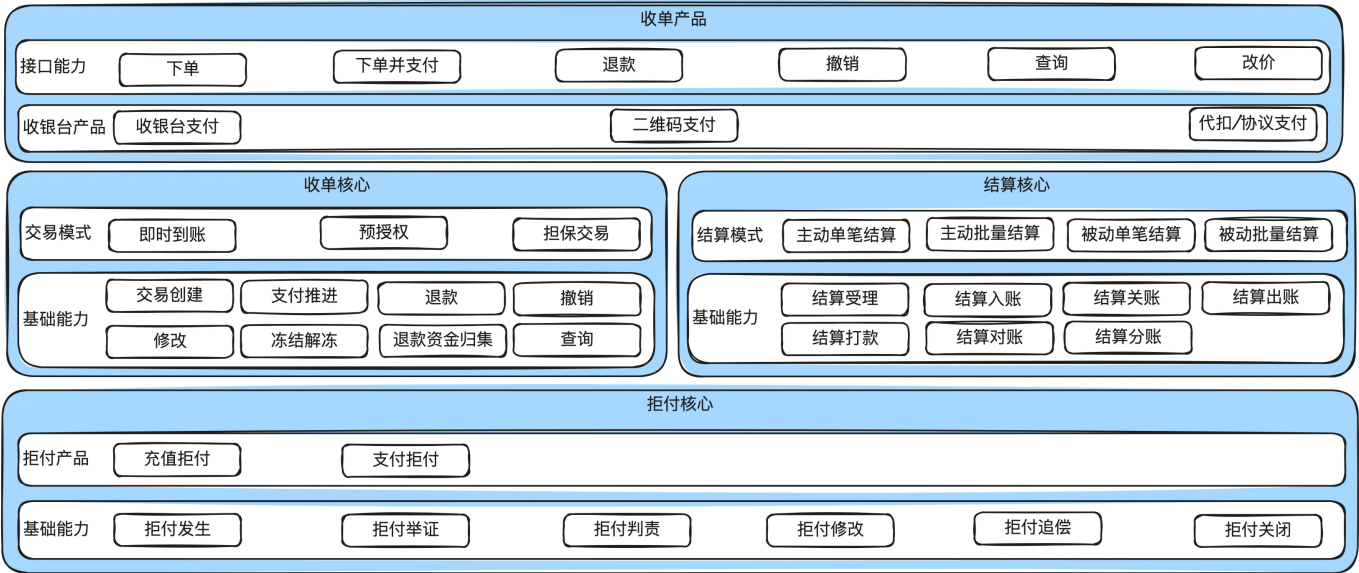 收单产品
接口能力 下单 下单并支付 退款 撤销 查询 改价
收银台产品 收银台支付 二维码支付 代扣/协议支付
收单核心
交易模式 即时到账 预授权 担保交易
基础能力
交易创建 支付推进 退款 撤销
修改 冻结解冻 退款资金归集 查询
结算核心
结算模式 主动单笔结算 主动批量结算 被动单笔结算 被动批量结算
基础能力
结算受理 结算入账 结算关账 结算出账
结算打款 结算对账 结算分账
拒付核心
拒付产品 充值拒付 支付拒付
基础能力 拒付发生 拒付举证 拒付判责 拒付修改 拒付追偿 拒付关闭